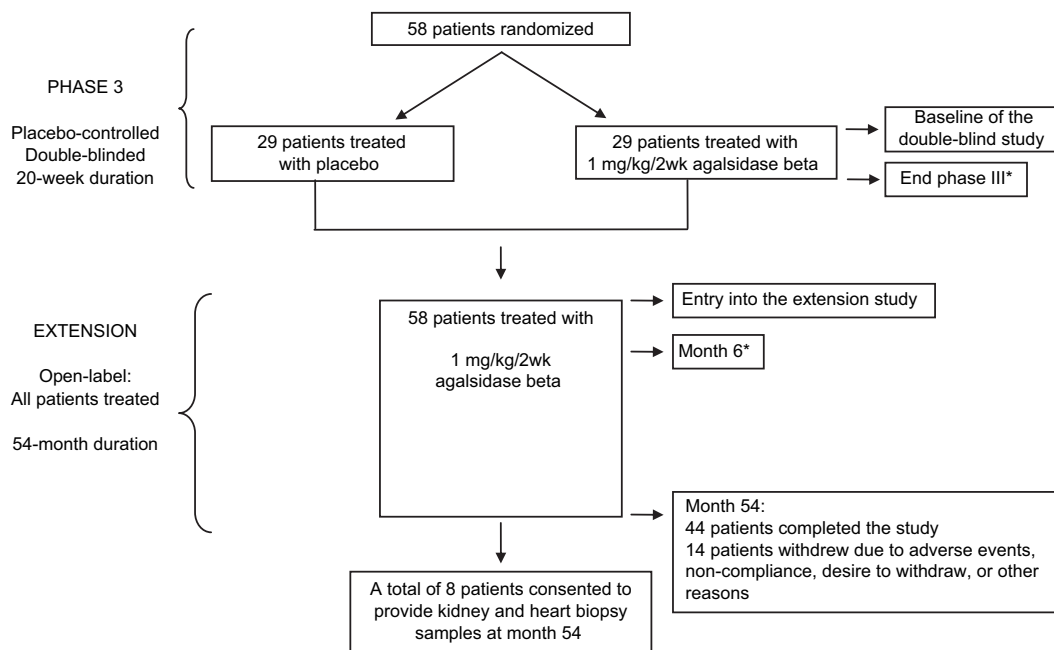 58 patients randomized
PHASE 3
Placebo-controlled
Double-blinded
20-week duration
29 patients treated
with placebo
29 patients treated with
1 mg/kg/2wk agalsidase beta
Baseline of the
double-blind study
End phase III*
EXTENSION
Open-label:
All patients treated
54-month duration
58 patients treated with
1 mg/kg/2wk
agalsidase beta
Entry into the extension study
Month 6*
Month 54:
44 patients completed the study
14 patients withdrew due to adverse events,
non-compliance, desire to withdraw, or other
reasons
A total of 8 patients consented to
provide kidney and heart biopsy
samples at month 54